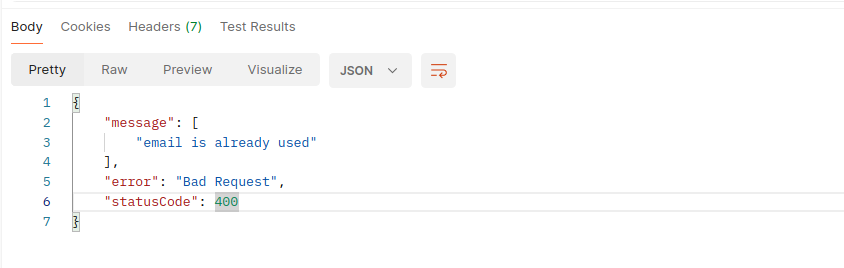 Body Cookies Headers (7) Test Results
Pretty Raw Preview Visualize JSON
1 {
2 "message": [
3 "email is already used"
4 ],
5 "error": "Bad Request",
6 "statusCode": 400
7 }